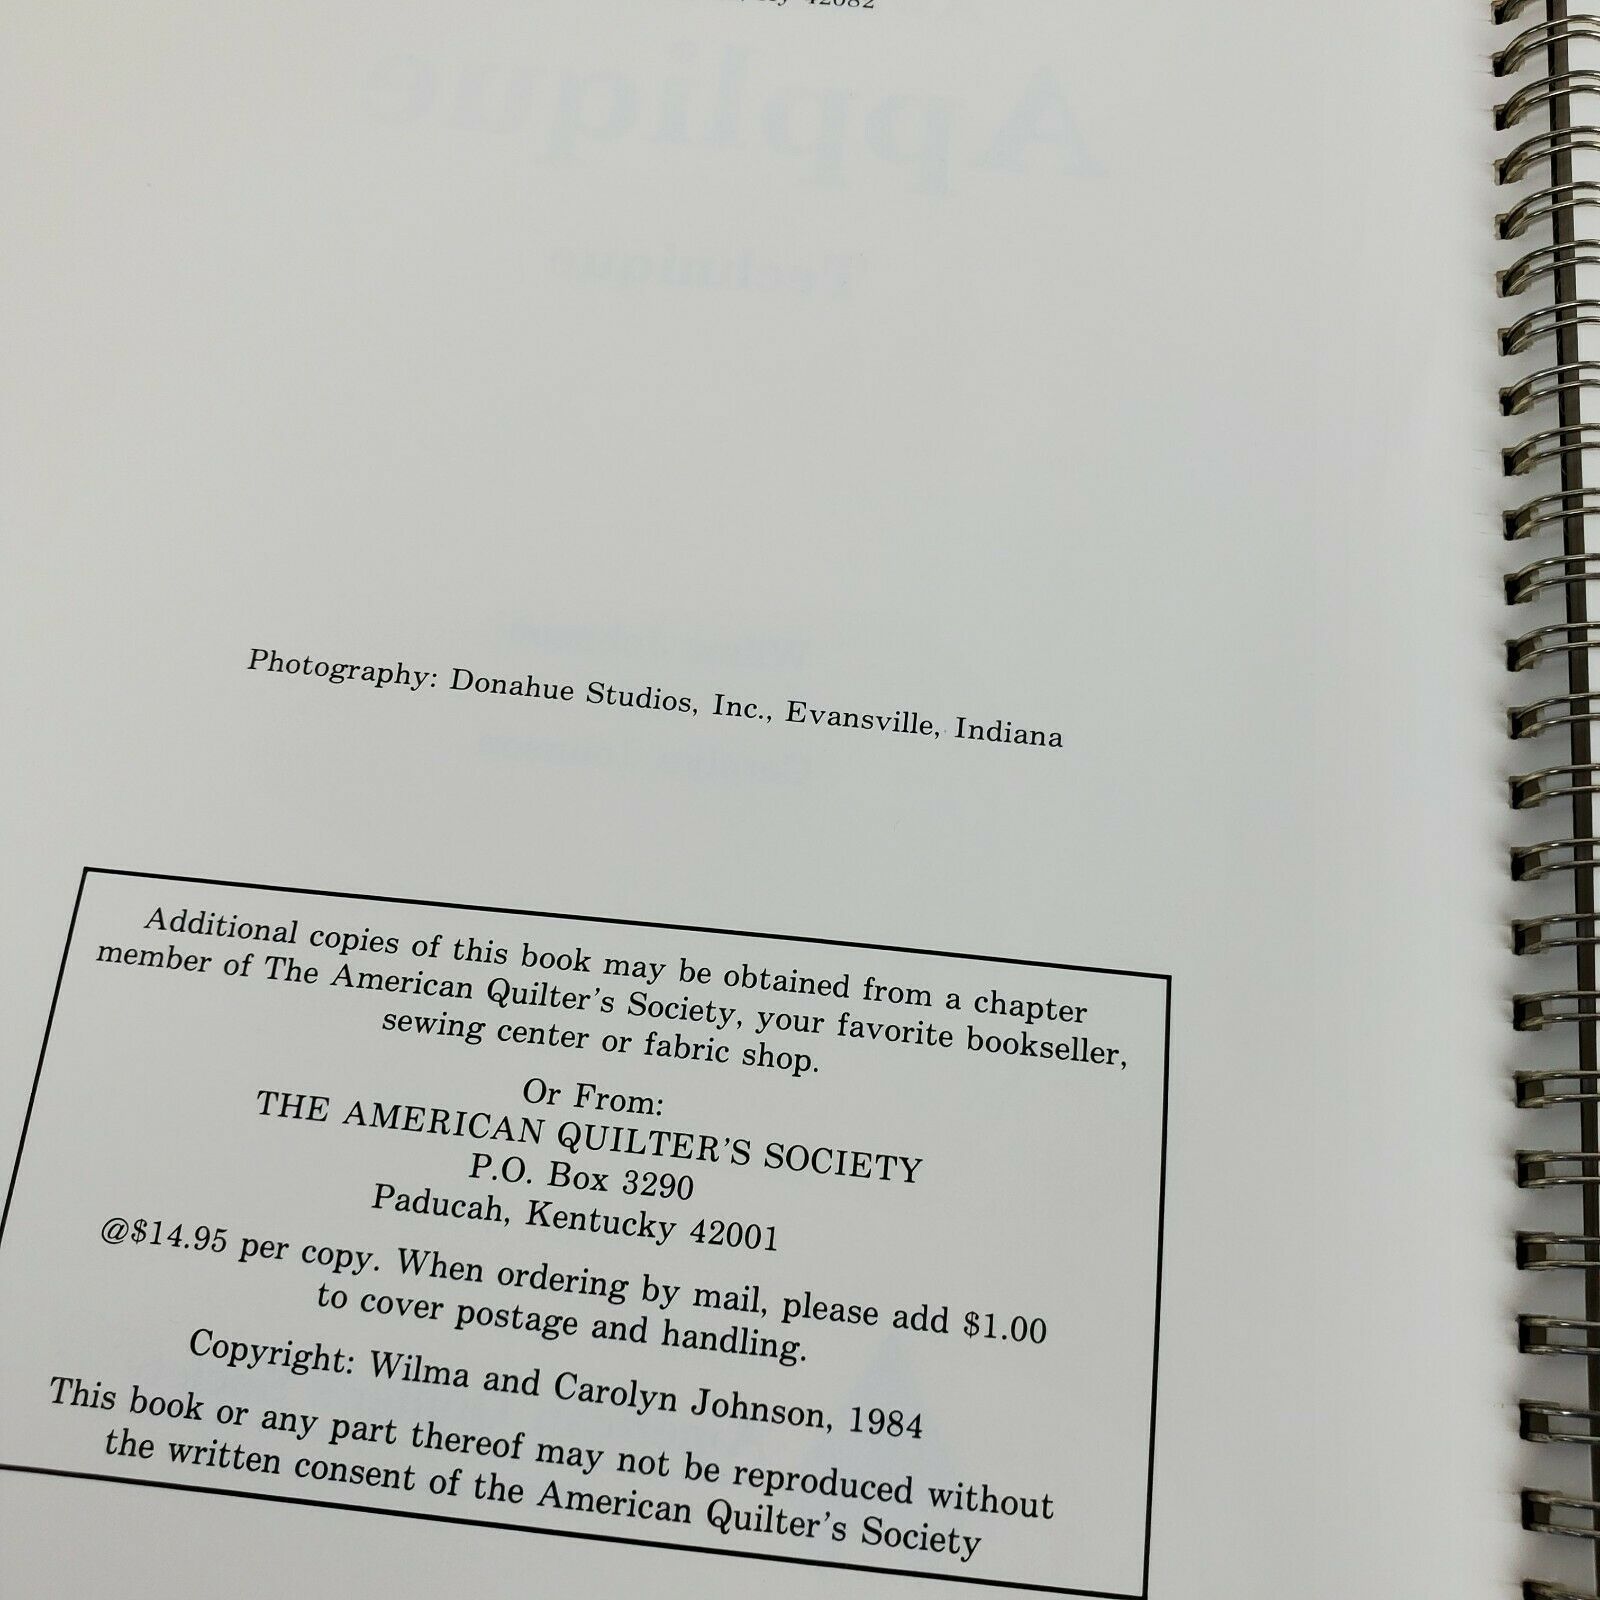 42082
Applique
Technique
Photography: Donahue Studios, Inc., Evansville, Indiana
Additional copies of this book may be obtained from a chapter
member of The American Quilter's Society, your favorite bookseller,
sewing center or fabric shop.
Or From:
THE AMERICAN QUILTER'S SOCIETY
P.O. Box 3290
Paducah, Kentucky 42001
@$14.95 per copy. When ordering by mail, please add $1.00
to cover postage and handling.
Copyright: Wilma and Carolyn Johnson, 1984
This book or any part thereof may not be reproduced without
the written consent of the American Quilter's Society